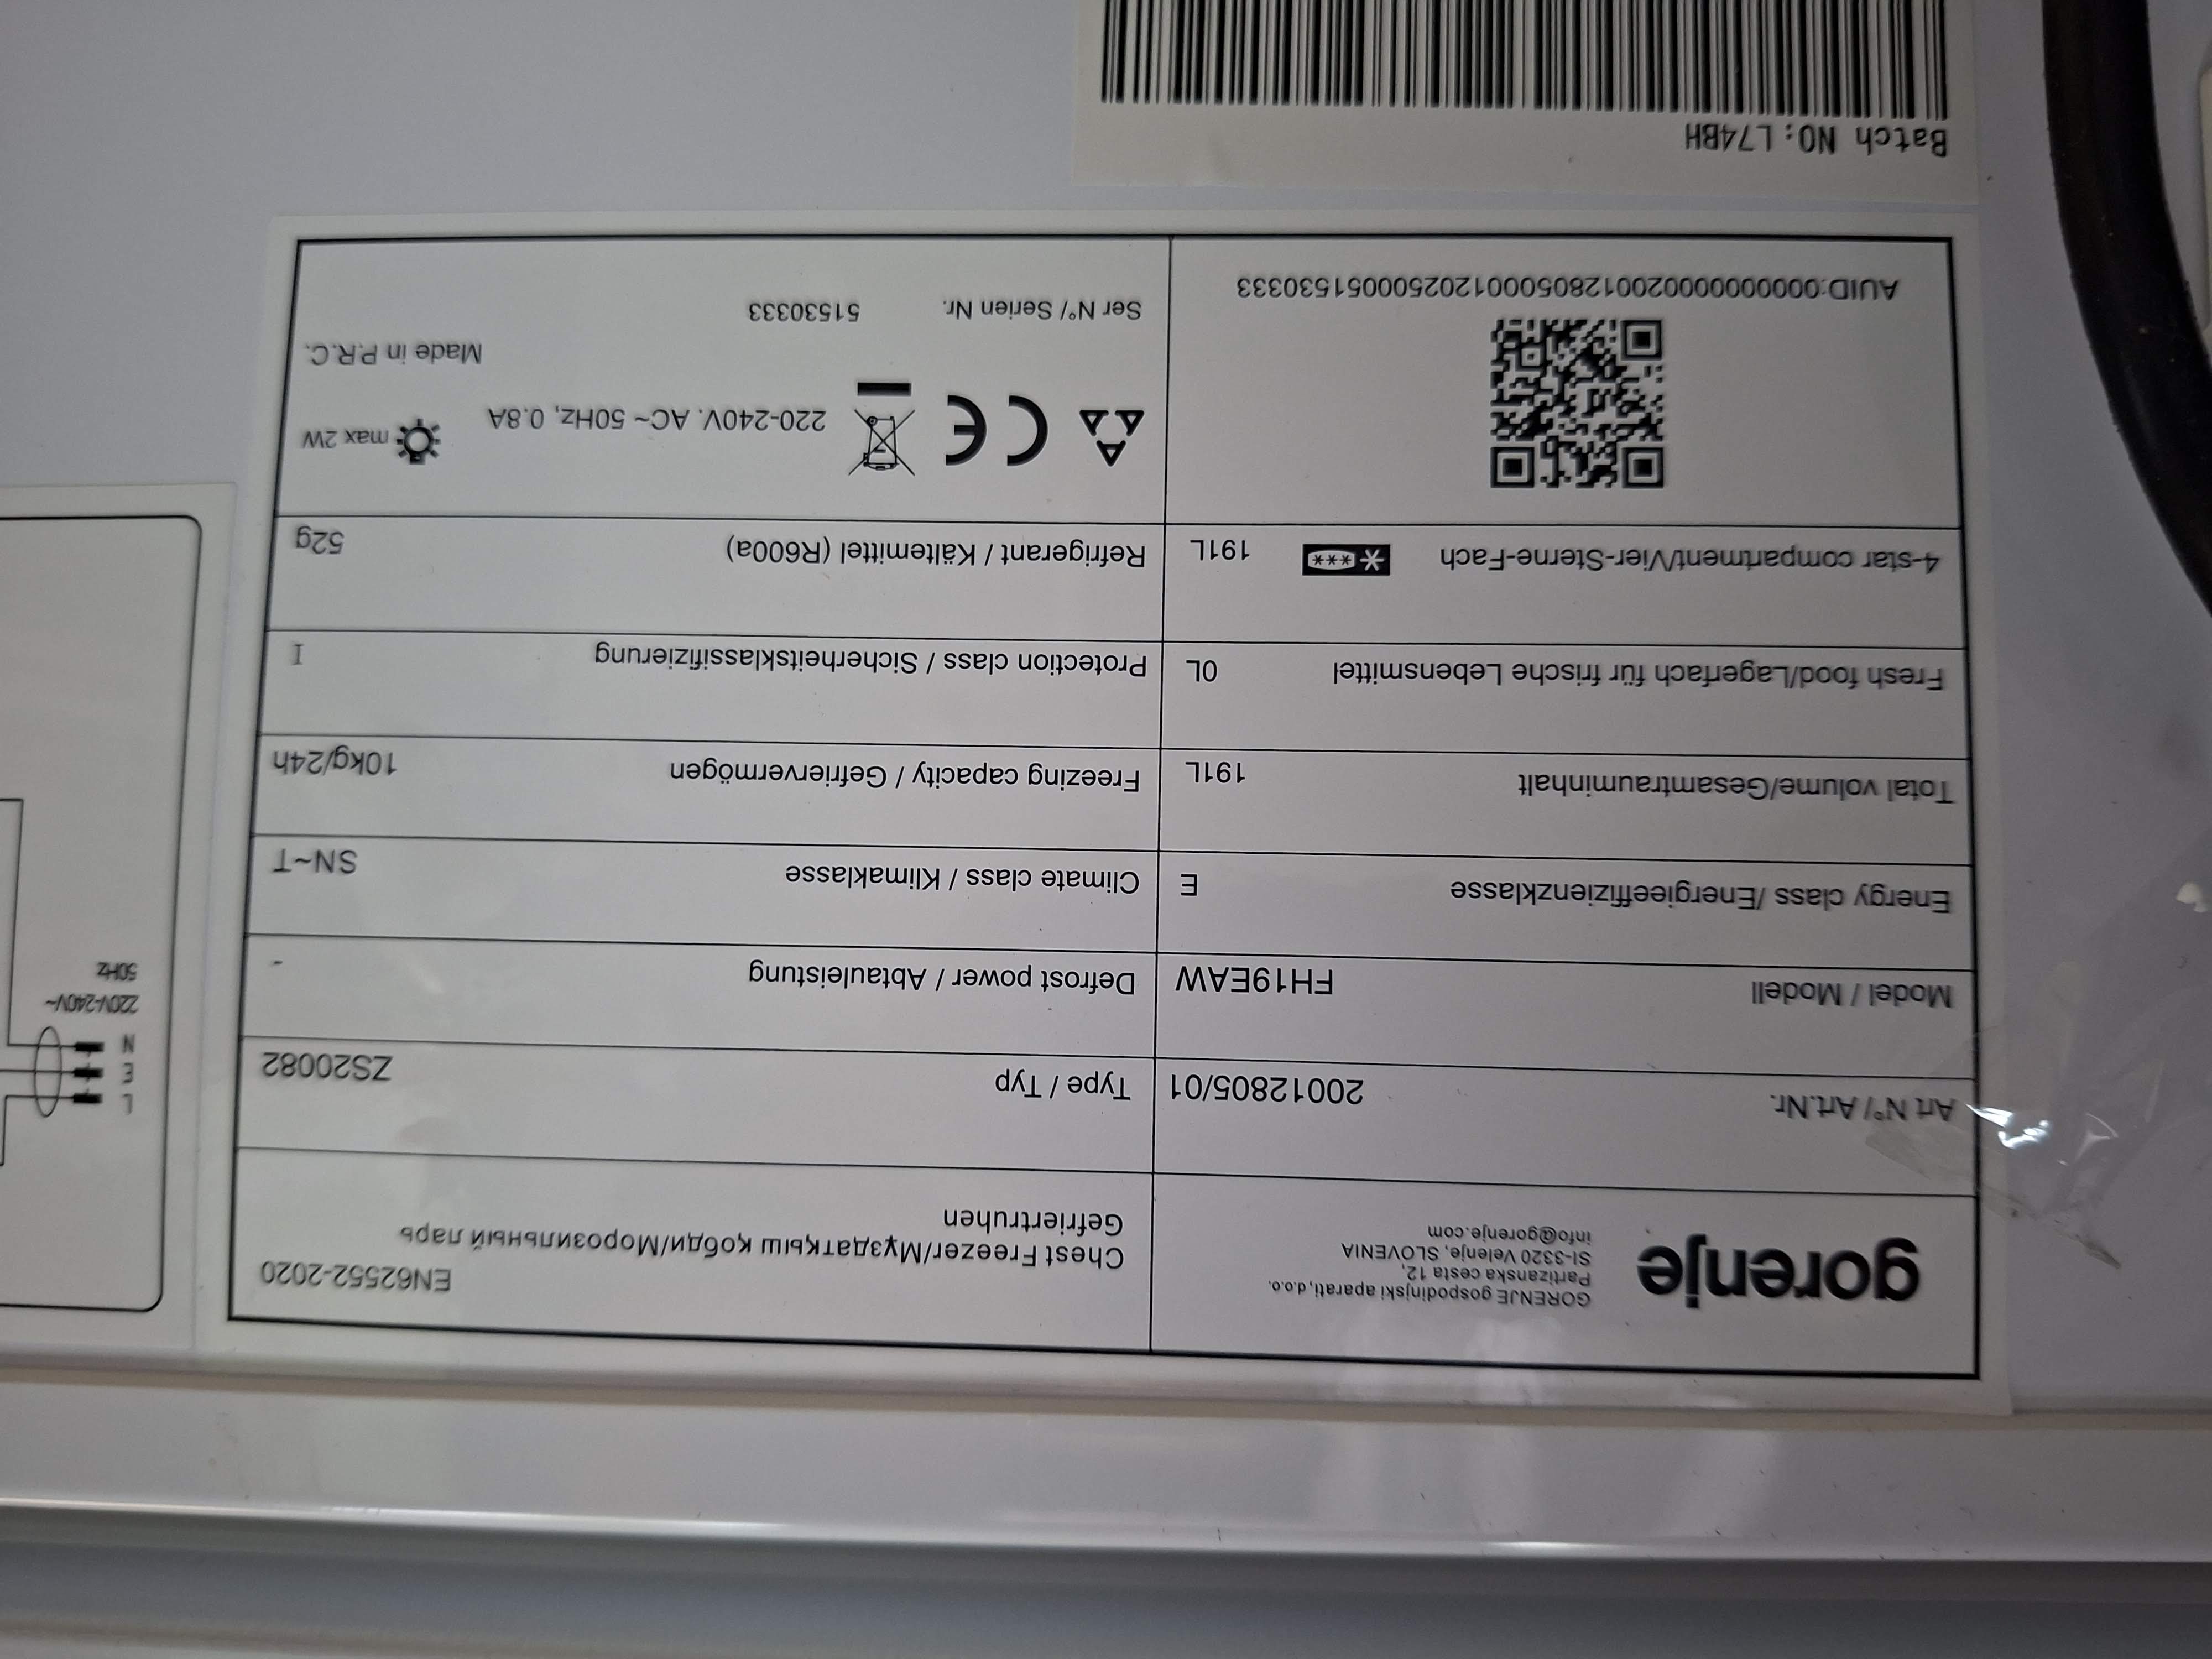 gorenje
GORENJE gospodinjski aparati, d.o.o.
Partizanska cesta 12,
SI-3320 Velenje, SLOVENIA
info@gorenje.com
EN62552-2020
Chest Freezer/Мұздатқыш қобди/Морозильный ларь
Gefriertruhen
Art N°/ Art.Nr. 20012805/01
Type / Typ ZS20082
Model / Modell FH19EAW
Defrost power / Abtauleistung -
Energy class /Energieeffizienzklasse E
Climate class / Klimaklasse SN~T
Total volume/Gesamtrauminhalt 191L
Freezing capacity / Gefriervermögen 10kg/24h
Fresh food/Lagerfach für frische Lebensmittel 0L
Protection class / Sicherheitsklassifizierung I
4-star compartment/Vier-Sterne-Fach 191L
Refrigerant / Kältemittel (R600a) 52g
CE 220-240V. AC~ 50Hz, 0.8A max 2W
Made in P.R.C.
AUID:00000000002001280500012025000051530333
Ser N°/ Serien Nr. 51530333
Batch NO:L74BH
L
E
N
220V-240V~
50Hz